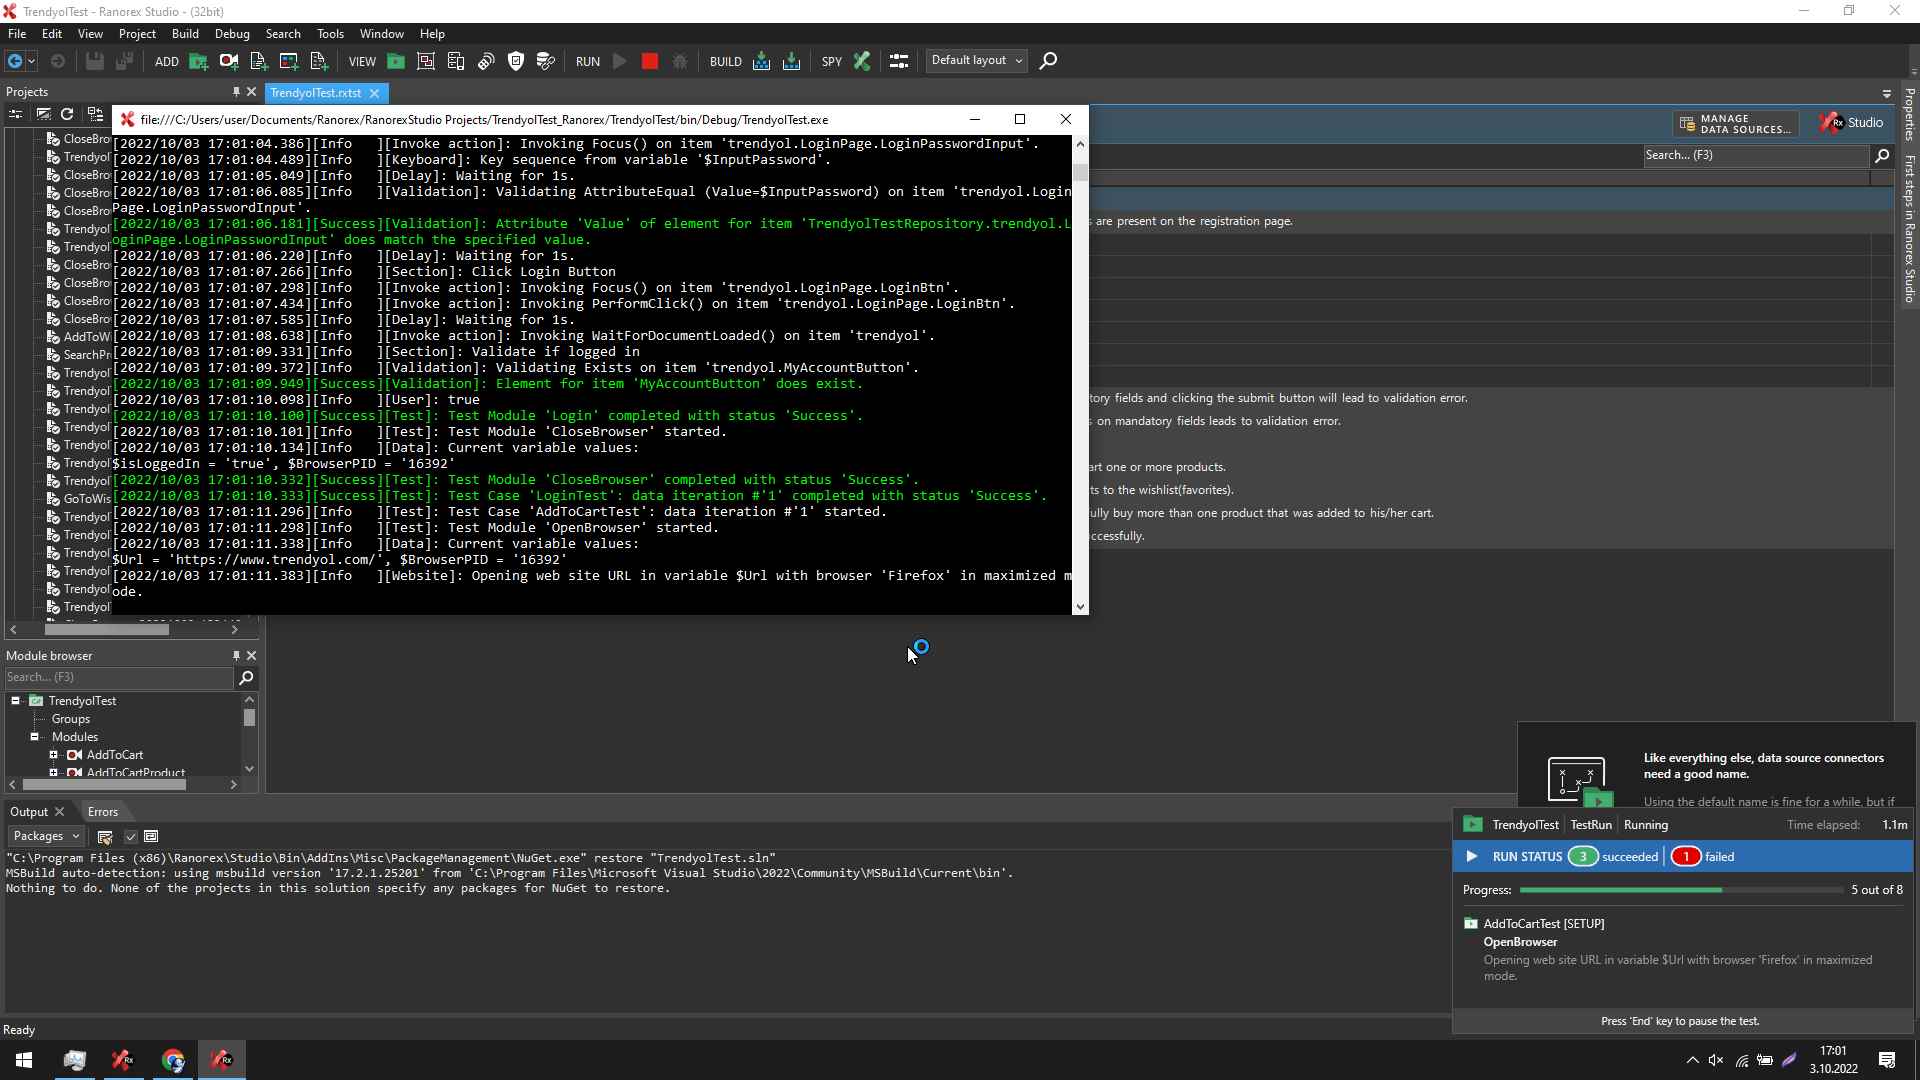 TrendyolTest - Ranorex Studio - (32bit)
File Edit View Project Build Debug Search Tools Window Help
ADD VIEW RUN BUILD SPY Default layout
Projects
TrendyolTest.rxtst
file:///C:/Users/user/Documents/Ranorex/RanorexStudio Projects/TrendyolTest_Ranorex/TrendyolTest/bin/Debug/TrendyolTest.exe
MANAGE
DATA SOURCES...
Rx Studio
Search... (F3)
Properties
First steps in Ranorex Studio
CloseBro
Trendyol
CloseBro
CloseBro
CloseBro
Trendyol
Trendyol
CloseBro
CloseBro
CloseBro
CloseBro
AddToWi
SearchPr
Trendyol
Trendyol
Trendyol
Trendyol
Trendyol
Trendyol
Trendyol
GoToWis
Trendyol
Trendyol
Trendyol
Trendyol
Trendyol
Trendyol
[2022/10/03 17:01:04.386][Info   ][Invoke action]: Invoking Focus() on item 'trendyol.LoginPage.LoginPasswordInput'.
[2022/10/03 17:01:04.489][Info   ][Keyboard]: Key sequence from variable '$InputPassword'.
[2022/10/03 17:01:05.049][Info   ][Delay]: Waiting for 1s.
[2022/10/03 17:01:06.085][Info   ][Validation]: Validating AttributeEqual (Value=$InputPassword) on item 'trendyol.Login
Page.LoginPasswordInput'.
[2022/10/03 17:01:06.181][Success][Validation]: Attribute 'Value' of element for item 'TrendyolTestRepository.trendyol.L
oginPage.LoginPasswordInput' does match the specified value.
[2022/10/03 17:01:06.220][Info   ][Delay]: Waiting for 1s.
[2022/10/03 17:01:07.266][Info   ][Section]: Click Login Button
[2022/10/03 17:01:07.298][Info   ][Invoke action]: Invoking Focus() on item 'trendyol.LoginPage.LoginBtn'.
[2022/10/03 17:01:07.434][Info   ][Invoke action]: Invoking PerformClick() on item 'trendyol.LoginPage.LoginBtn'.
[2022/10/03 17:01:07.585][Info   ][Delay]: Waiting for 1s.
[2022/10/03 17:01:08.638][Info   ][Invoke action]: Invoking WaitForDocumentLoaded() on item 'trendyol'.
[2022/10/03 17:01:09.331][Info   ][Section]: Validate if logged in
[2022/10/03 17:01:09.372][Info   ][Validation]: Validating Exists on item 'trendyol.MyAccountButton'.
[2022/10/03 17:01:09.949][Success][Validation]: Element for item 'MyAccountButton' does exist.
[2022/10/03 17:01:10.098][Info   ][User]: true
[2022/10/03 17:01:10.100][Success][Test]: Test Module 'Login' completed with status 'Success'.
[2022/10/03 17:01:10.101][Info   ][Test]: Test Module 'CloseBrowser' started.
[2022/10/03 17:01:10.134][Info   ][Data]: Current variable values:
$isLoggedIn = 'true', $BrowserPID = '16392'
[2022/10/03 17:01:10.332][Success][Test]: Test Module 'CloseBrowser' completed with status 'Success'.
[2022/10/03 17:01:10.333][Success][Test]: Test Case 'LoginTest': data iteration #'1' completed with status 'Success'.
[2022/10/03 17:01:11.296][Info   ][Test]: Test Case 'AddToCartTest': data iteration #'1' started.
[2022/10/03 17:01:11.298][Info   ][Test]: Test Module 'OpenBrowser' started.
[2022/10/03 17:01:11.338][Info   ][Data]: Current variable values:
$Url = 'https://www.trendyol.com/', $BrowserPID = '16392'
[2022/10/03 17:01:11.383][Info   ][Website]: Opening web site URL in variable $Url with browser 'Firefox' in maximized m
ode.
s are present on the registration page.
tory fields and clicking the submit button will lead to validation error.
s on mandatory fields leads to validation error.
art one or more products.
ts to the wishlist(favorites).
fully buy more than one product that was added to his/her cart.
ccessfully.
Module browser
Search... (F3)
TrendyolTest
Groups
Modules
AddToCart
AddToCartProduct
Output Errors
Packages
"C:\Program Files (x86)\Ranorex\Studio\Bin\AddIns\Misc\PackageManagement\NuGet.exe" restore "TrendyolTest.sln"
MSBuild auto-detection: using msbuild version '17.2.1.25201' from 'C:\Program Files\Microsoft Visual Studio\2022\Community\MSBuild\Current\bin'.
Nothing to do. None of the projects in this solution specify any packages for NuGet to restore.
Like everything else, data source connectors
need a good name.
Using the default name is fine for a while, but if
TrendyolTest TestRun Running Time elapsed: 1.1m
RUN STATUS 3 succeeded 1 failed
Progress: 5 out of 8
AddToCartTest [SETUP]
OpenBrowser
Opening web site URL in variable $Url with browser 'Firefox' in maximized
mode.
Press 'End' key to pause the test.
Ready
17:01
3.10.2022